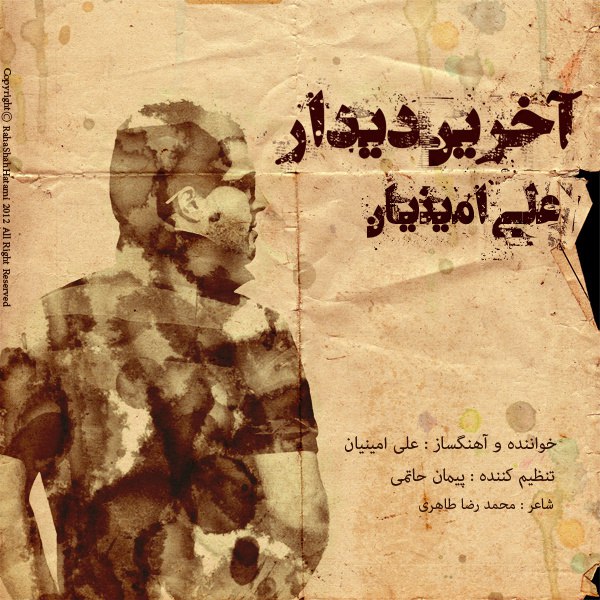 آخرین دیدار
علی امینیان
خواننده و آهنگساز : علی امینیان
تنظیم کننده : پیمان حاتمی
شاعر : محمد رضا طاهری
Copyright © RahaShahHatami 2012 All Right Reserved